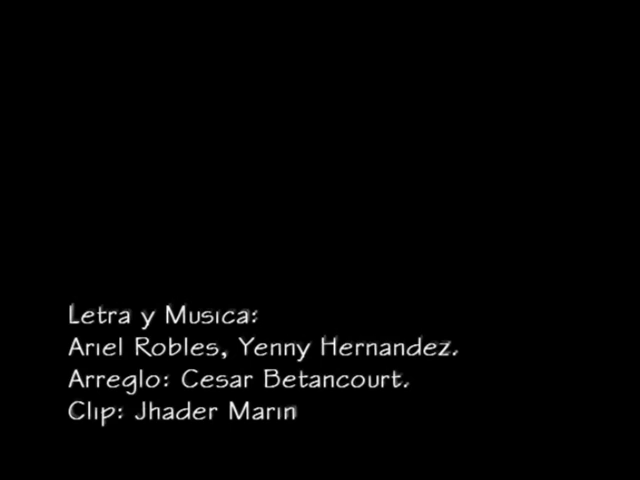 Letra y Musica:
Ariel Robles, Yenny Hernandez.
Arreglo: Cesar Betancourt.
Clip: Jhader Marin